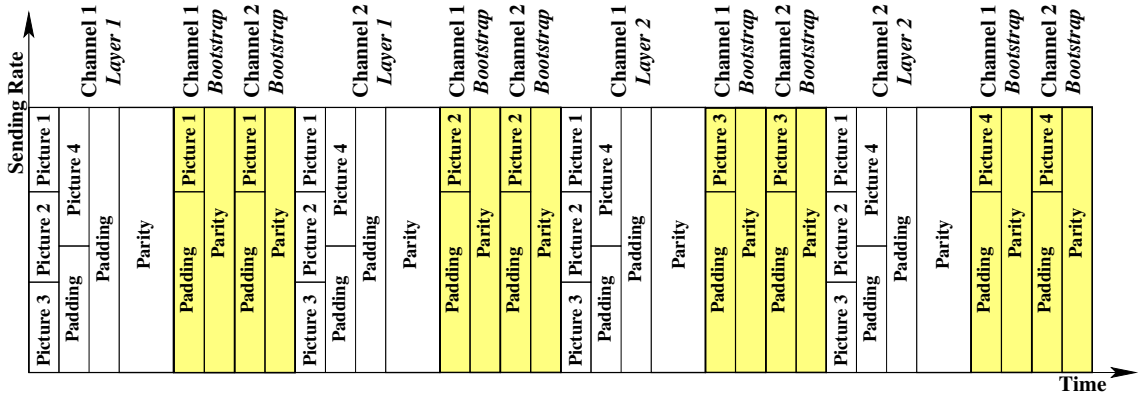 Sending Rate
Channel 1
Layer 1
Channel 1
Bootstrap
Channel 2
Bootstrap
Channel 2
Layer 1
Channel 1
Bootstrap
Channel 2
Bootstrap
Channel 1
Layer 2
Channel 1
Bootstrap
Channel 2
Bootstrap
Channel 2
Layer 2
Channel 1
Bootstrap
Channel 2
Bootstrap
Picture 1
Picture 2
Picture 3
Picture 4
Padding
Padding
Parity
Picture 1
Padding
Parity
Picture 1
Padding
Parity
Picture 1
Picture 2
Picture 3
Picture 4
Padding
Padding
Parity
Picture 2
Padding
Parity
Picture 2
Padding
Parity
Picture 1
Picture 2
Picture 3
Picture 4
Padding
Padding
Parity
Picture 3
Padding
Parity
Picture 3
Padding
Parity
Picture 1
Picture 2
Picture 3
Picture 4
Padding
Padding
Parity
Picture 4
Padding
Parity
Picture 4
Padding
Parity
Time